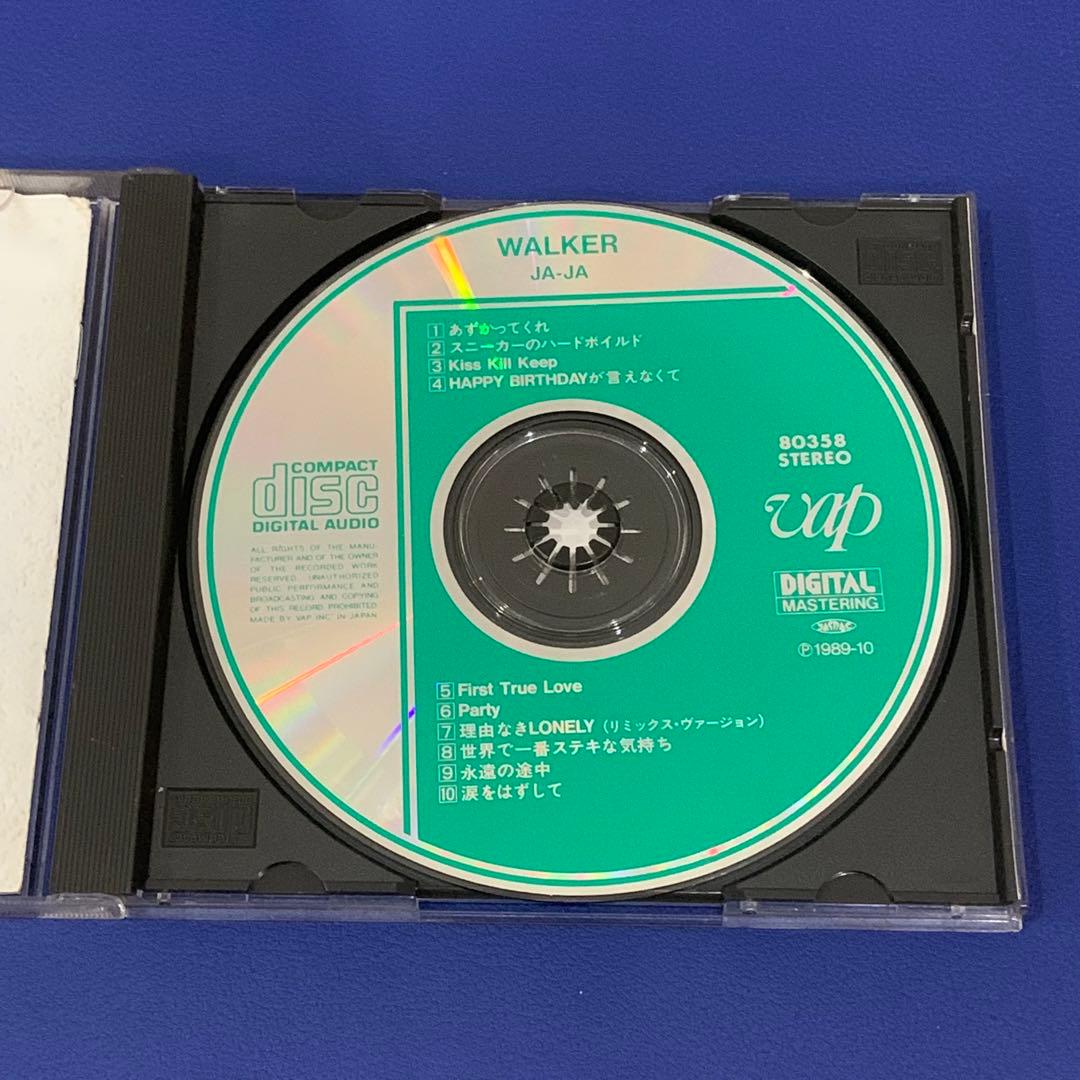 WALKER
JA-JA
1 あずかってくれ
2 スニーカーのハードボイルド
3 Kiss Kill Keep
4 HAPPY BIRTHDAYが言えなくて
80358
STEREO
vap
DIGITAL
MASTERING
JASRAC
Ⓟ1989-10
COMPACT
disc
DIGITAL AUDIO
ALL RIGHTS OF THE MANU-
FACTURER AND OF THE OWNER
OF THE RECORDED WORK
RESERVED. UNAUTHORIZED
PUBLIC PERFORMANCE AND
BROADCASTING AND COPYING
OF THIS RECORD PROHIBITED.
MADE BY VAP INC. IN JAPAN.
5 First True Love
6 Party
7 理由なきLONELY (リミックス・ヴァージョン)
8 世界で一番ステキな気持ち
9 永遠の途中
10 涙をはずして